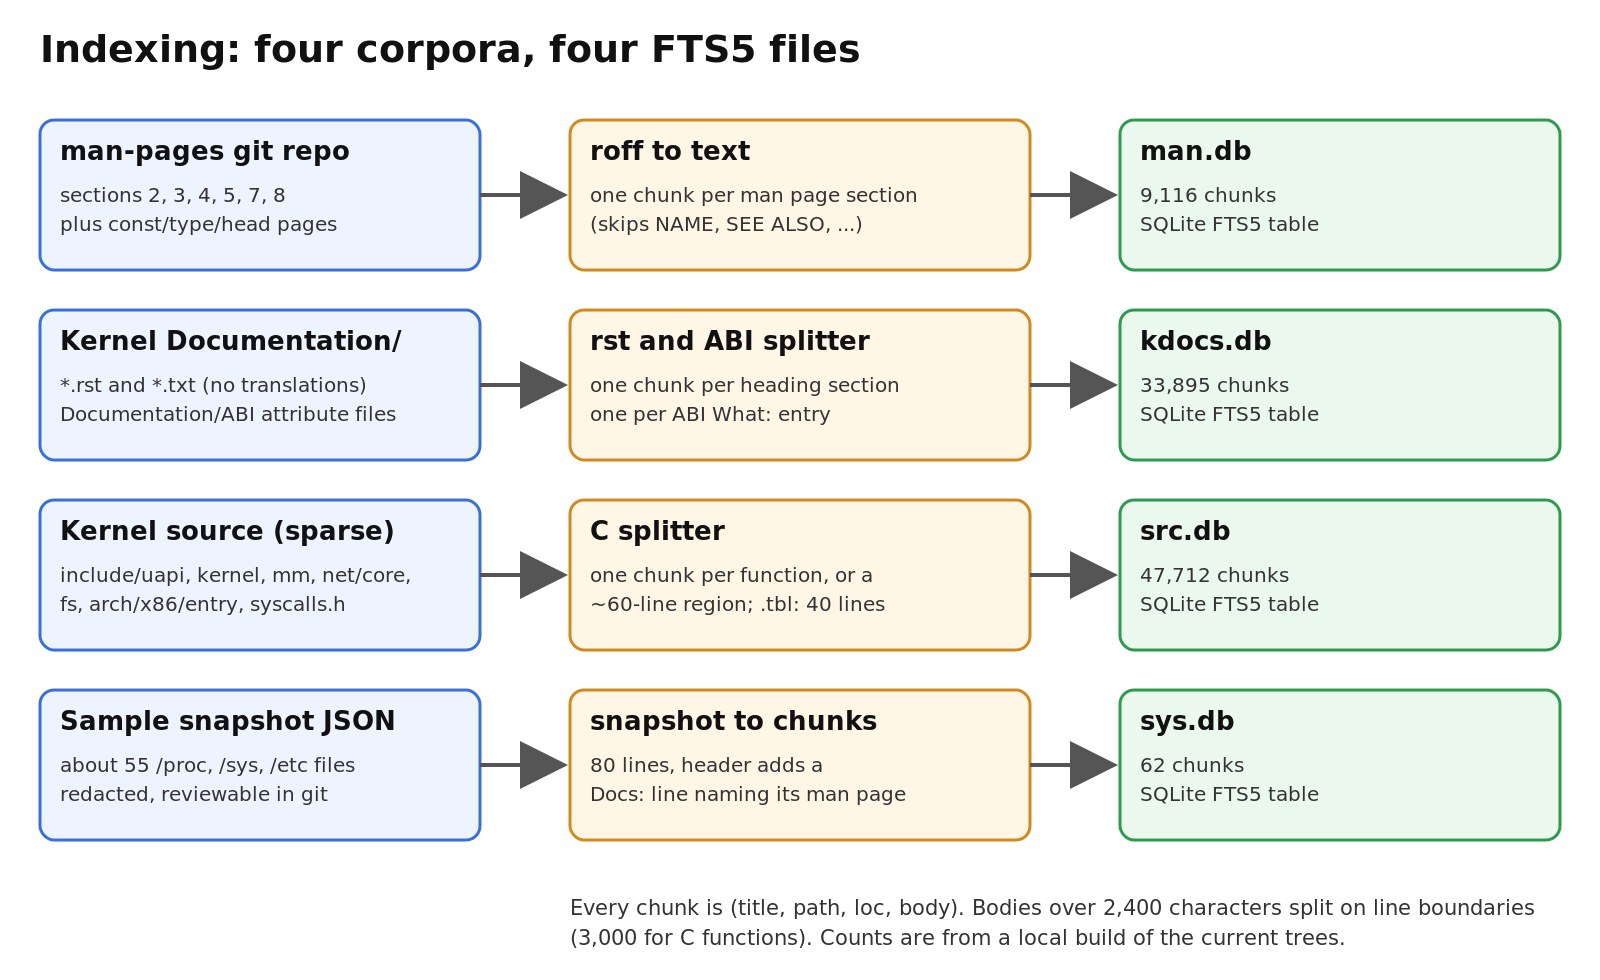 Indexing: four corpora, four FTS5 files
man-pages git repo
sections 2, 3, 4, 5, 7, 8
plus const/type/head pages
roff to text
one chunk per man page section
(skips NAME, SEE ALSO, ...)
man.db
9,116 chunks
SQLite FTS5 table
Kernel Documentation/
*.rst and *.txt (no translations)
Documentation/ABI attribute files
rst and ABI splitter
one chunk per heading section
one per ABI What: entry
kdocs.db
33,895 chunks
SQLite FTS5 table
Kernel source (sparse)
include/uapi, kernel, mm, net/core,
fs, arch/x86/entry, syscalls.h
C splitter
one chunk per function, or a
~60-line region; .tbl: 40 lines
src.db
47,712 chunks
SQLite FTS5 table
Sample snapshot JSON
about 55 /proc, /sys, /etc files
redacted, reviewable in git
snapshot to chunks
80 lines, header adds a
Docs: line naming its man page
sys.db
62 chunks
SQLite FTS5 table
Every chunk is (title, path, loc, body). Bodies over 2,400 characters split on line boundaries
(3,000 for C functions). Counts are from a local build of the current trees.